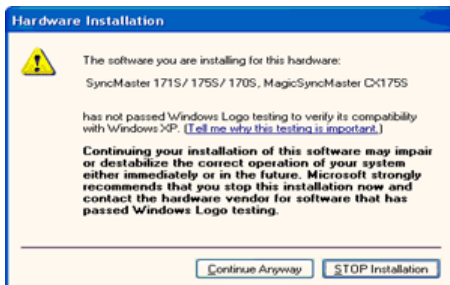 Hardware Installation
The software you are installing for this hardware:
SyncMaster 171S/ 175S/ 170S, MagicSyncMaster CX175S
has not passed Windows Logo testing to verify its compatibility
with Windows XP. (Tell me why this testing is important.)
Continuing your installation of this software may impair
or destabilize the correct operation of your system
either immediately or in the future. Microsoft strongly
recommends that you stop this installation now and
contact the hardware vendor for software that has
passed Windows Logo testing.
Continue Anyway
STOP Installation